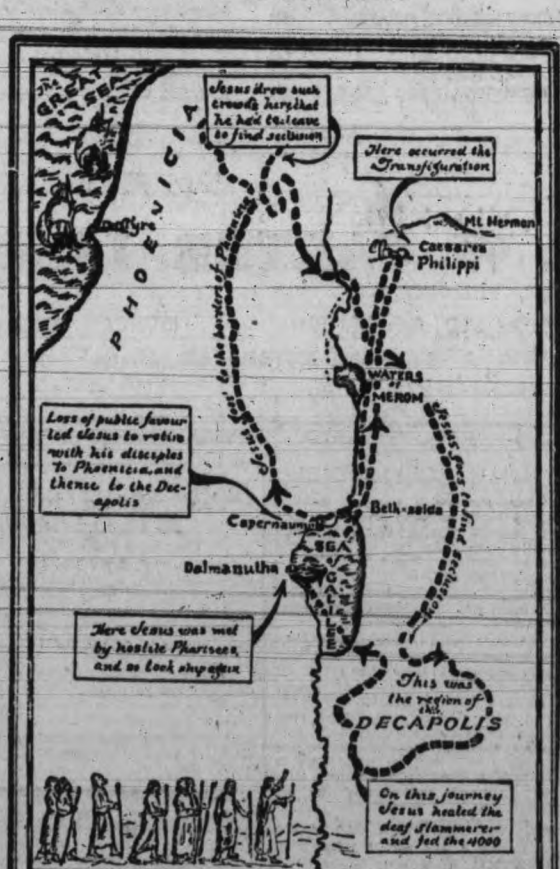 The
GREAT
SEA
PHOENICIA
Tyre
Jesus drew such
crowds here that
he had to leave
to find seclusion
Here occurred the
Transfiguration
Mt Hermon
Caesarea
Philippi
Jesus goes to the borders of Phoenicia
WATERS
of
MEROM
Jesus goes to find seclusion
Loss of public favour
led Jesus to retire
with his disciples
to Phoenicia, and
thence to the Dec-
apolis
Capernaum
Beth-saida
Dalmanutha
SEA
of
GALILEE
Here Jesus was met
by hostile Pharisees,
and so took ship again
This was
the region of
the
DECAPOLIS
On this journey
Jesus healed the
deaf stammerer
and fed the 4000